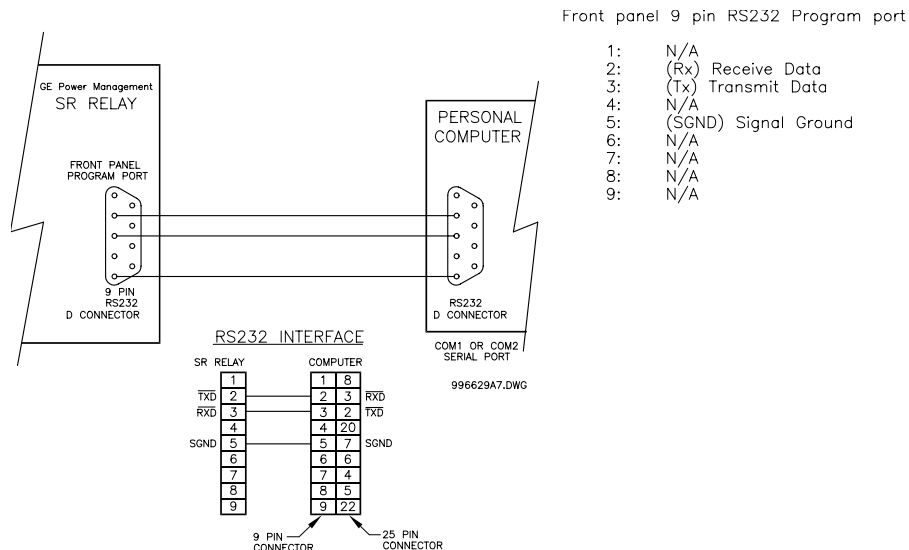 Front panel 9 pin RS232 Program port
1: N/A
2: (Rx) Receive Data
3: (Tx) Transmit Data
4: N/A
5: (SGND) Signal Ground
6: N/A
7: N/A
8: N/A
9: N/A
GE Power Management
SR RELAY
FRONT PANEL
PROGRAM PORT
9 PIN
RS232
D CONNECTOR
PERSONAL
COMPUTER
RS232
D CONNECTOR
COM1 OR COM2
SERIAL PORT
996629A7.DWG
RS232 INTERFACE
SR RELAY COMPUTER
1 1 8
TXD 2 2 3 RXD
RXD 3 3 2 TXD
4 4 20
SGND 5 5 7 SGND
6 6 6
7 7 4
8 8 5
9 9 22
9 PIN
CONNECTOR
25 PIN
CONNECTOR